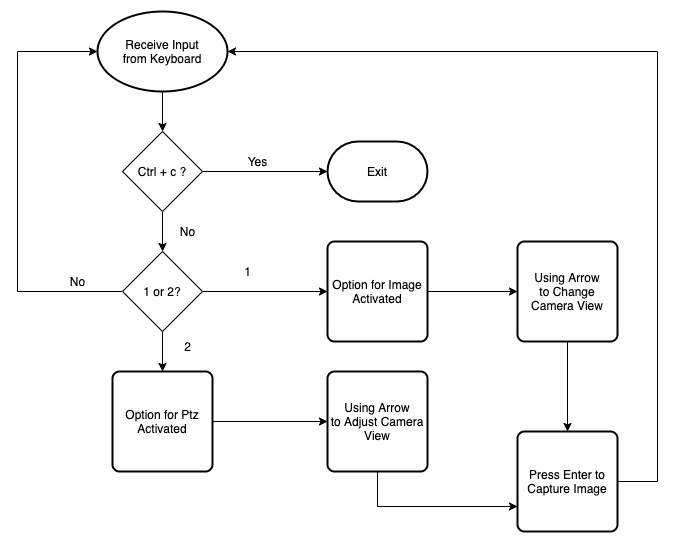 Receive Input
from Keyboard
Ctrl + c ?
Yes
Exit
No
1 or 2?
No
1
Option for Image
Activated
Using Arrow
to Change
Camera View
2
Option for Ptz
Activated
Using Arrow
to Adjust Camera
View
Press Enter to
Capture Image